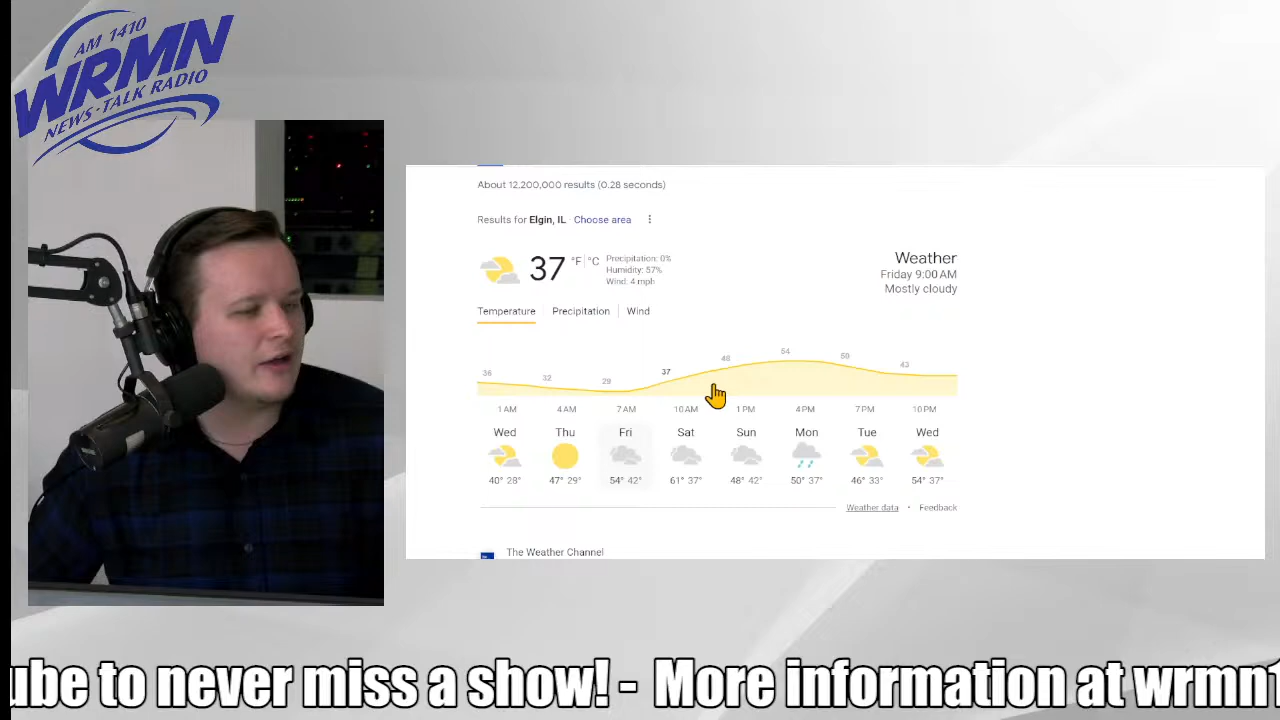 AM 1410
WRMN
NEWS·TALK RADIO
About 12,200,000 results (0.28 seconds)
Results for Elgin, IL · Choose area
37 °F | °C
Precipitation: 0%
Humidity: 57%
Wind: 4 mph
Weather
Friday 9:00 AM
Mostly cloudy
Temperature Precipitation Wind
36 32 29 37 48 54 50 43
1 AM 4 AM 7 AM 10 AM 1 PM 4 PM 7 PM 10 PM
Wed Thu Fri Sat Sun Mon Tue Wed
40° 28° 47° 29° 54° 42° 61° 37° 48° 42° 50° 37° 46° 33° 54° 37°
Weather data · Feedback
The Weather Channel
ube to never miss a show! - More information at wrmn1